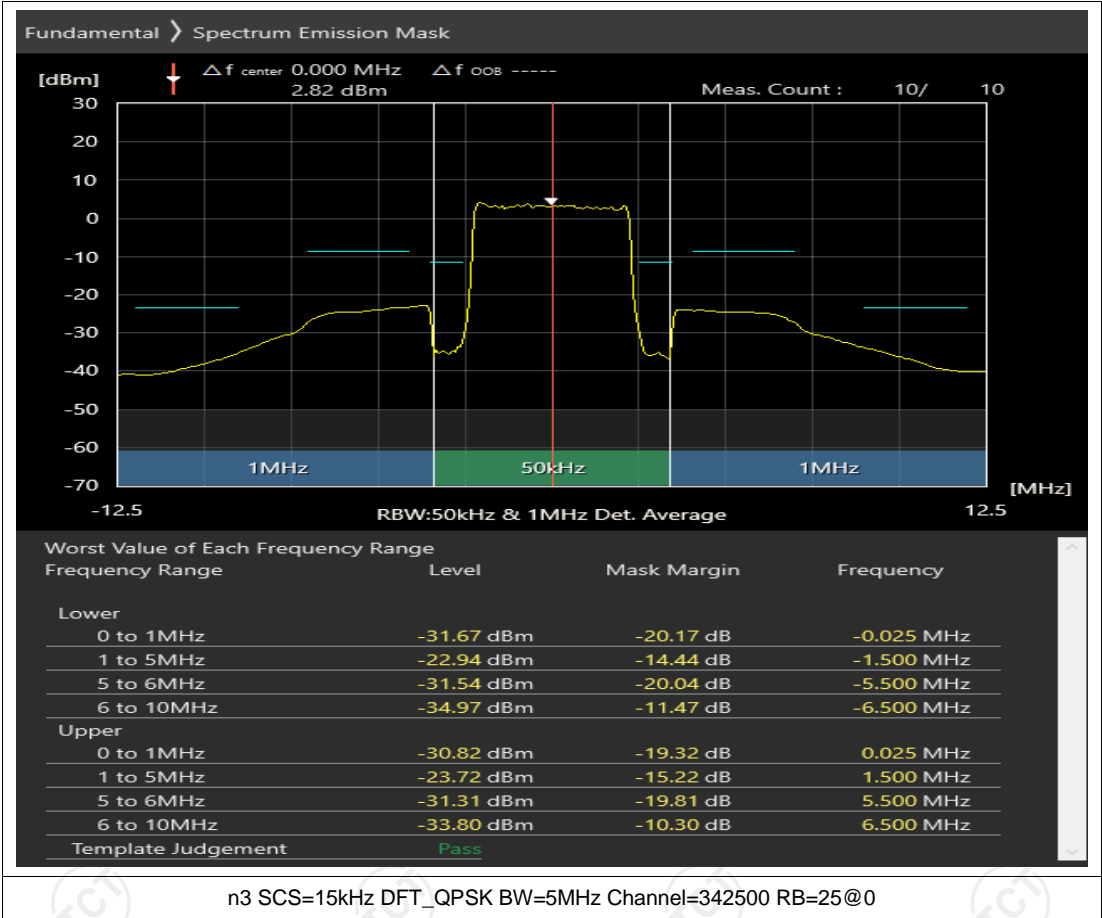 Fundamental ❯ Spectrum Emission Mask
[dBm] △f center 0.000 MHz △f OOB -----
2.82 dBm Meas. Count : 10/ 10
30
20
10
0
-10
-20
-30
-40
-50
-60
1MHz 50kHz 1MHz
-70
[MHz]
-12.5 RBW:50kHz & 1MHz Det. Average 12.5
Worst Value of Each Frequency Range
Frequency Range Level Mask Margin Frequency
Lower
0 to 1MHz -31.67 dBm -20.17 dB -0.025 MHz
1 to 5MHz -22.94 dBm -14.44 dB -1.500 MHz
5 to 6MHz -31.54 dBm -20.04 dB -5.500 MHz
6 to 10MHz -34.97 dBm -11.47 dB -6.500 MHz
Upper
0 to 1MHz -30.82 dBm -19.32 dB 0.025 MHz
1 to 5MHz -23.72 dBm -15.22 dB 1.500 MHz
5 to 6MHz -31.31 dBm -19.81 dB 5.500 MHz
6 to 10MHz -33.80 dBm -10.30 dB 6.500 MHz
Template Judgement Pass
n3 SCS=15kHz DFT_QPSK BW=5MHz Channel=342500 RB=25@0
TCT TCT TCT TCT